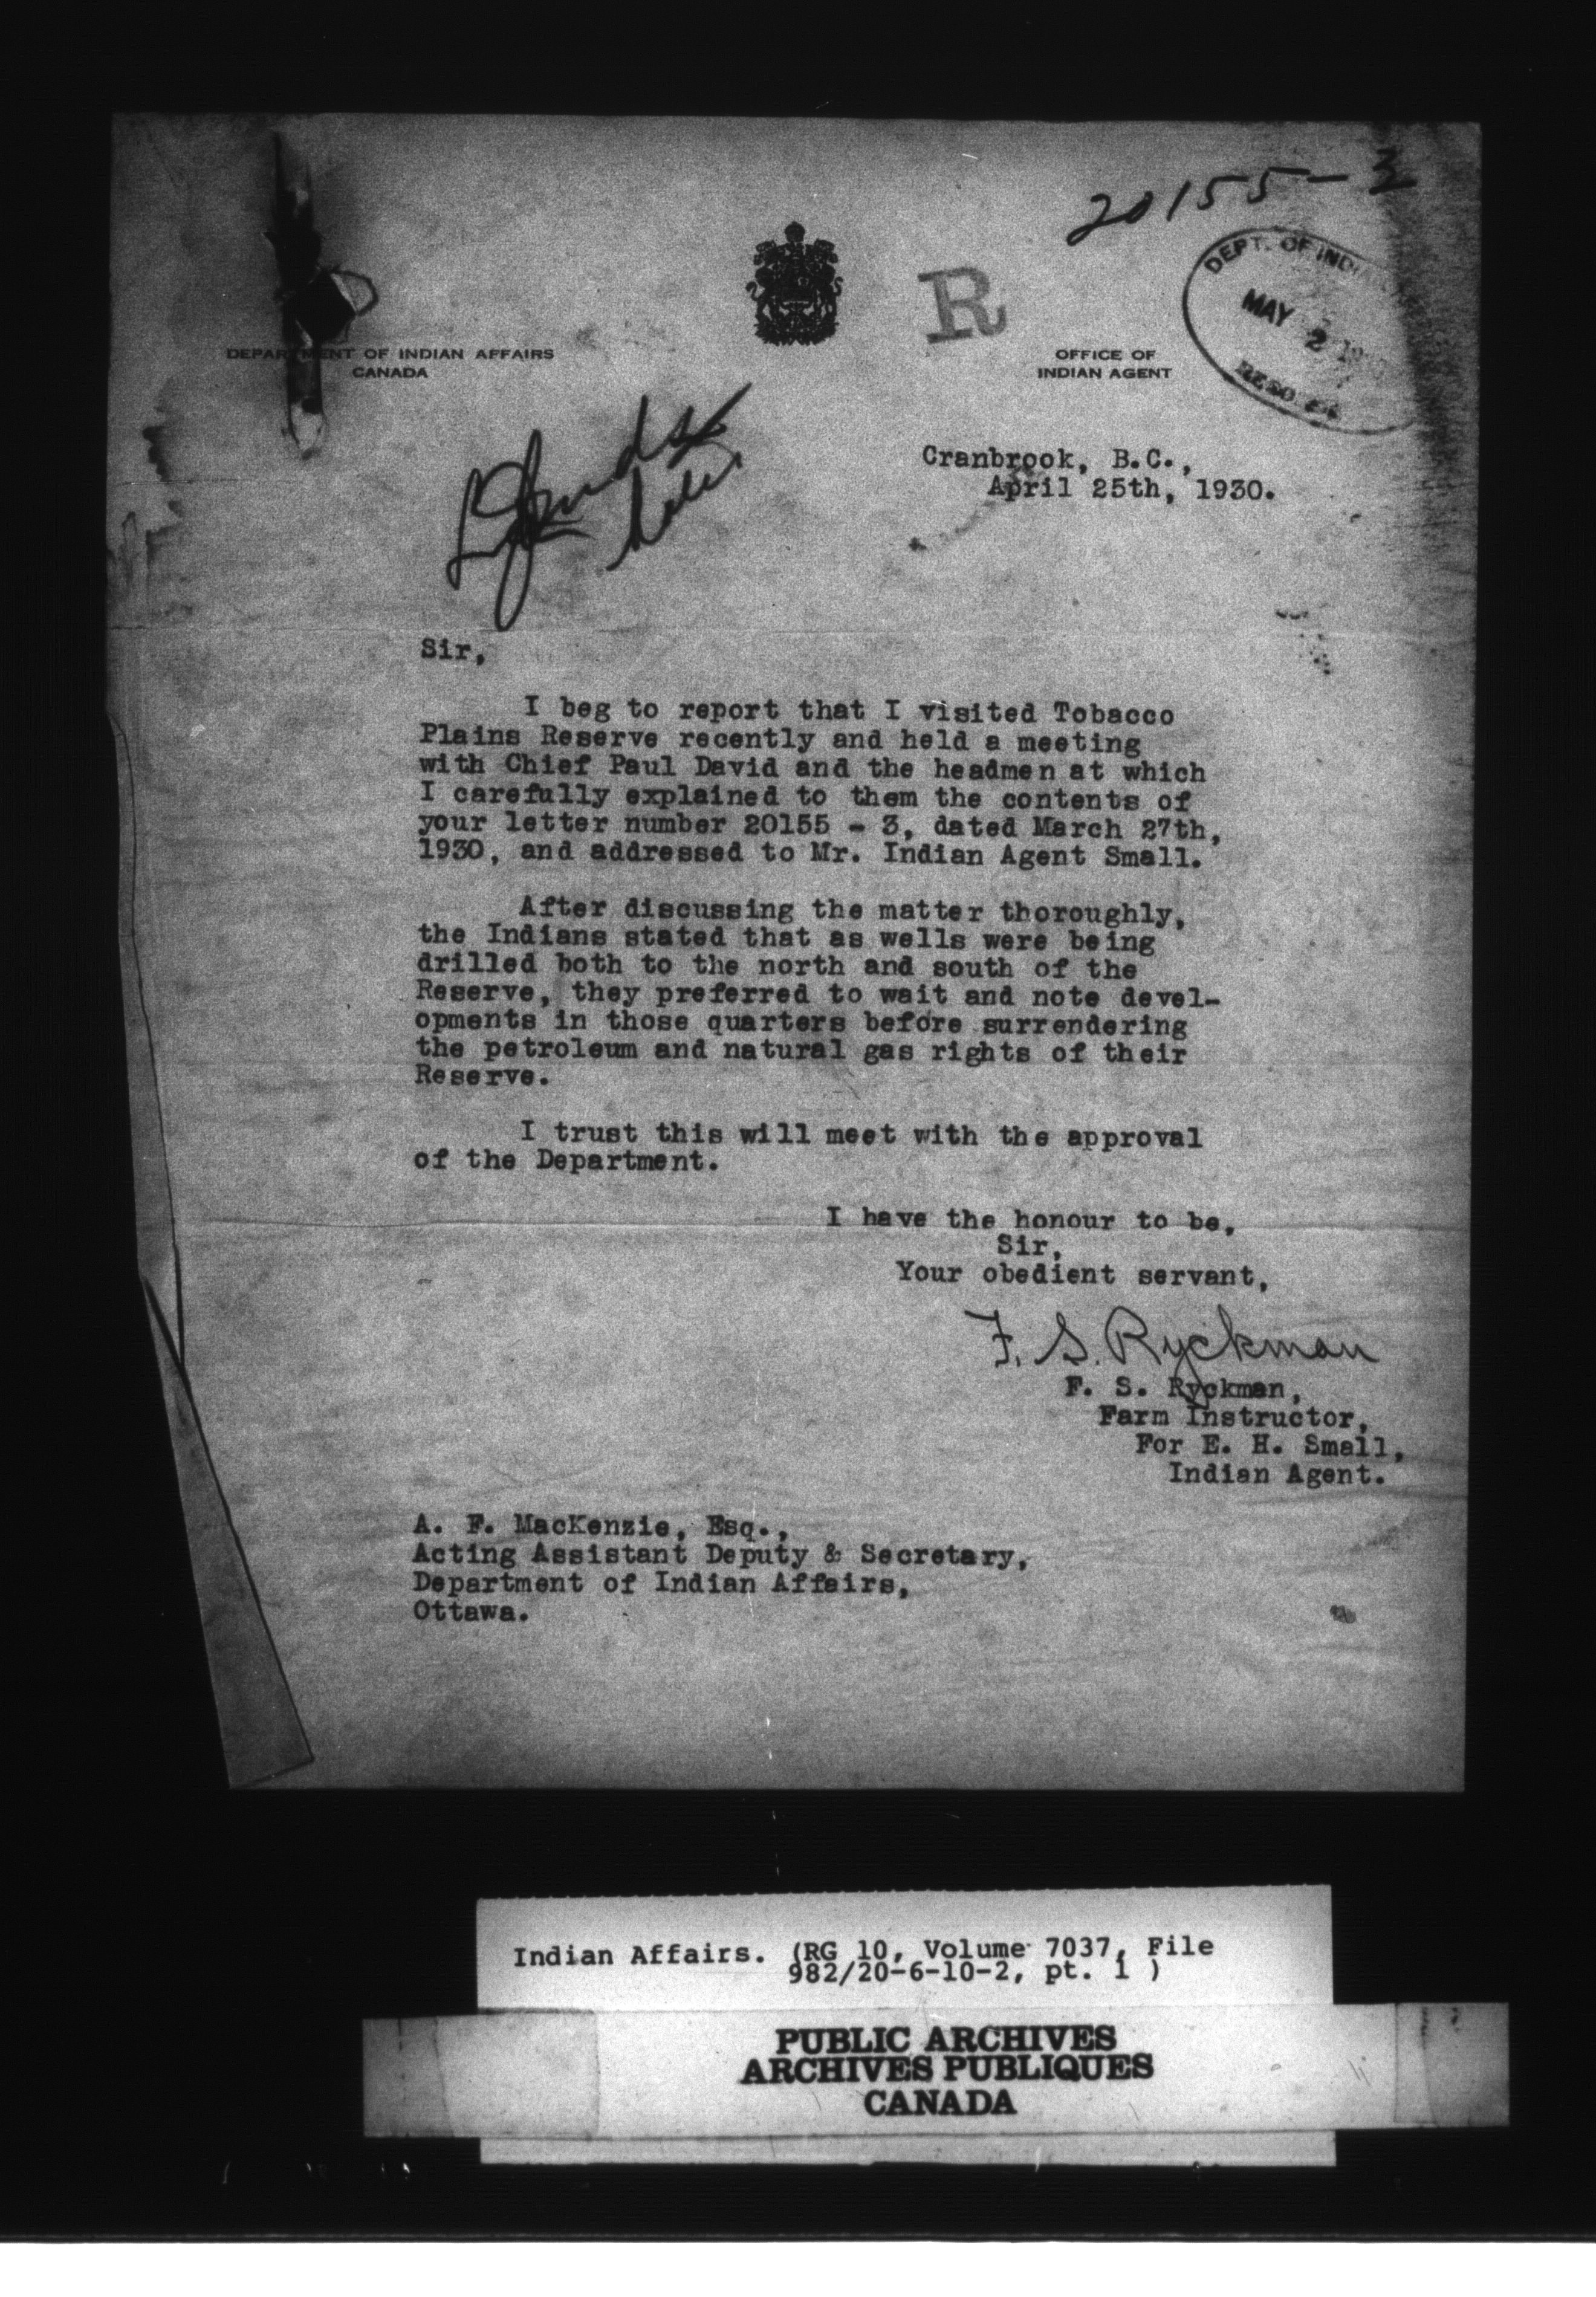 20155-3
DEPT. OF INDI
MAY 2 19
R
DEPARTMENT OF INDIAN AFFAIRS
CANADA
OFFICE OF
INDIAN AGENT
Cranbrook, B.C.,
April 25th, 1930.
Sir,
I beg to report that I visited Tobacco
Plains Reserve recently and held a meeting
with Chief Paul David and the headmen at which
I carefully explained to them the contents of
your letter number 20155 - 3, dated March 27th,
1930, and addressed to Mr. Indian Agent Small.
After discussing the matter thoroughly,
the Indians stated that as wells were being
drilled both to the north and south of the
Reserve, they preferred to wait and note devel-
opments in those quarters before surrendering
the petroleum and natural gas rights of their
Reserve.
I trust this will meet with the approval
of the Department.
I have the honour to be,
Sir,
Your obedient servant,
F. S. Ryckman
F. S. Ryckman,
Farm Instructor,
For E. H. Small,
Indian Agent.
A. F. MacKenzie, Esq.,
Acting Assistant Deputy & Secretary,
Department of Indian Affairs,
Ottawa.
Indian Affairs. (RG 10, Volume 7037, File
982/20-6-10-2, pt. 1 )
PUBLIC ARCHIVES
ARCHIVES PUBLIQUES
CANADA